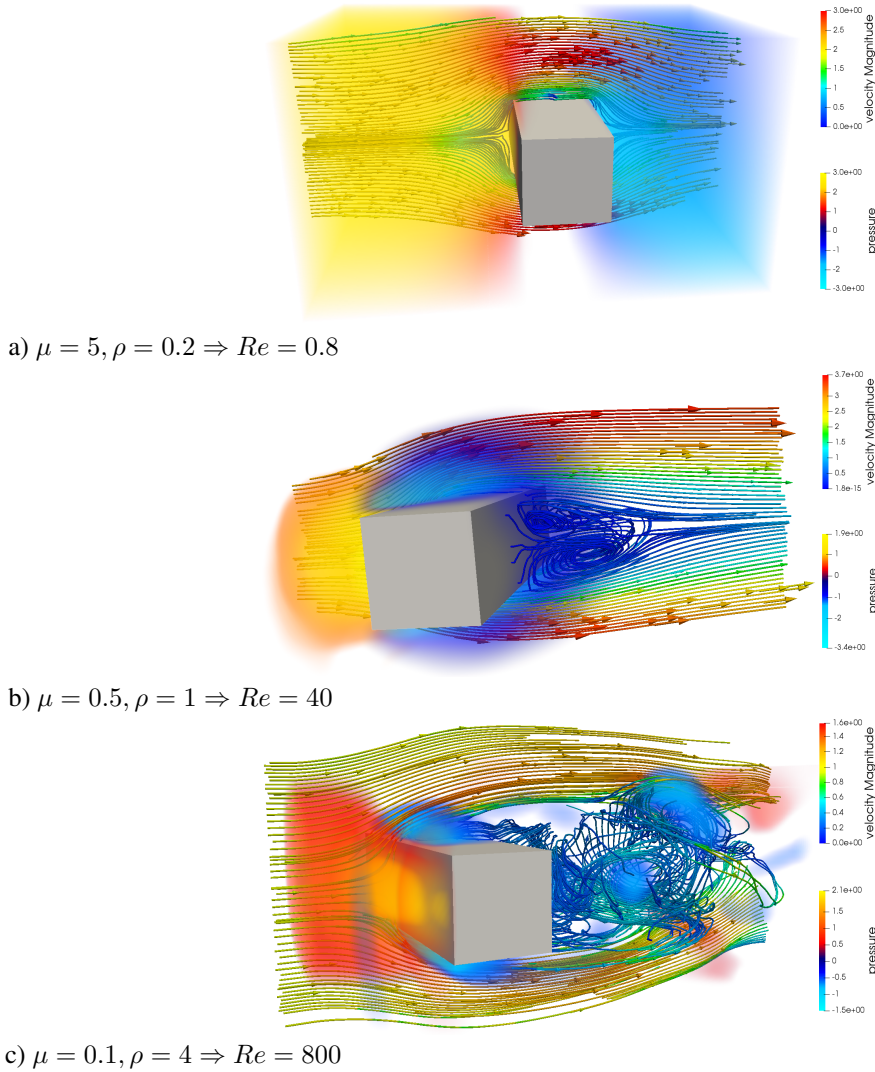 3.0e+00
2.5
2
1.5
1
0.5
0.0e+00
velocity Magnitude
3.0e+00
2
1
0
-1
-2
-3.0e+00
pressure
a) μ = 5, ρ = 0.2 ⇒ Re = 0.8
3.7e+00
3
2.5
2
1.5
1
0.5
1.8e-15
velocity Magnitude
1.9e+00
1
0
-1
-2
-3.4e+00
pressure
b) μ = 0.5, ρ = 1 ⇒ Re = 40
1.6e+00
1.4
1.2
1
0.8
0.6
0.4
0.2
0.0e+00
velocity Magnitude
2.1e+00
1.5
1
0.5
0
-0.5
-1
-1.5e+00
pressure
c) μ = 0.1, ρ = 4 ⇒ Re = 800